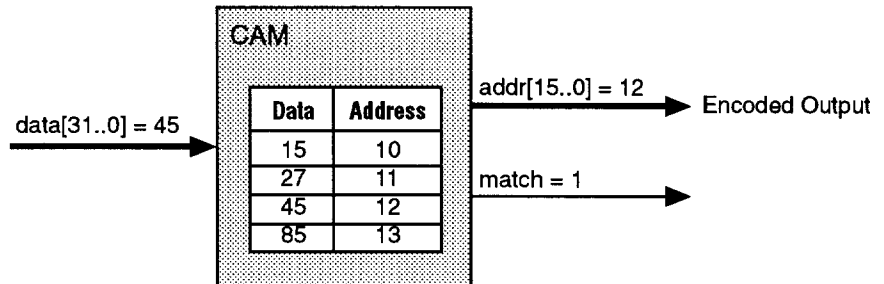 CAM
addr[15..0] = 12
Encoded Output
Data Address
data[31..0] = 45
15 10
27 11
match = 1
45 12
85 13